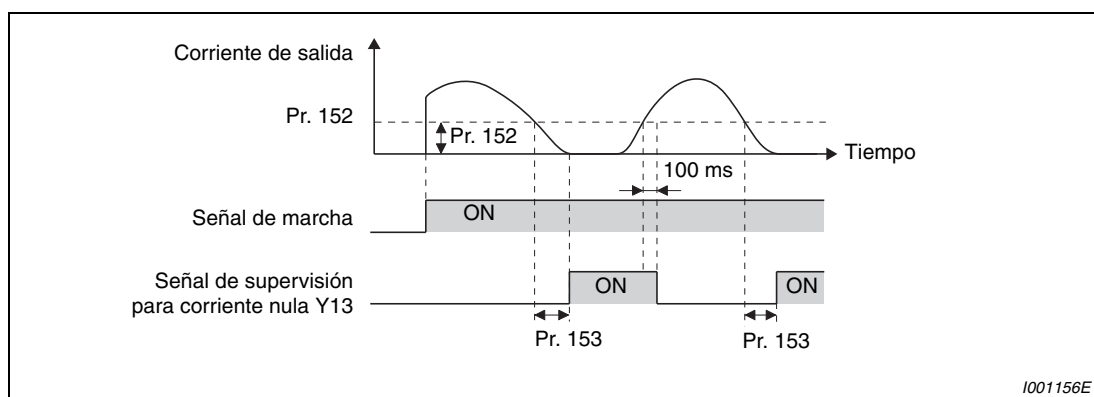 Corriente de salida
Pr. 152
Pr. 152
Tiempo
100 ms
Señal de marcha
ON
Señal de supervisión
para corriente nula Y13
ON
ON
Pr. 153
Pr. 153
I001156E